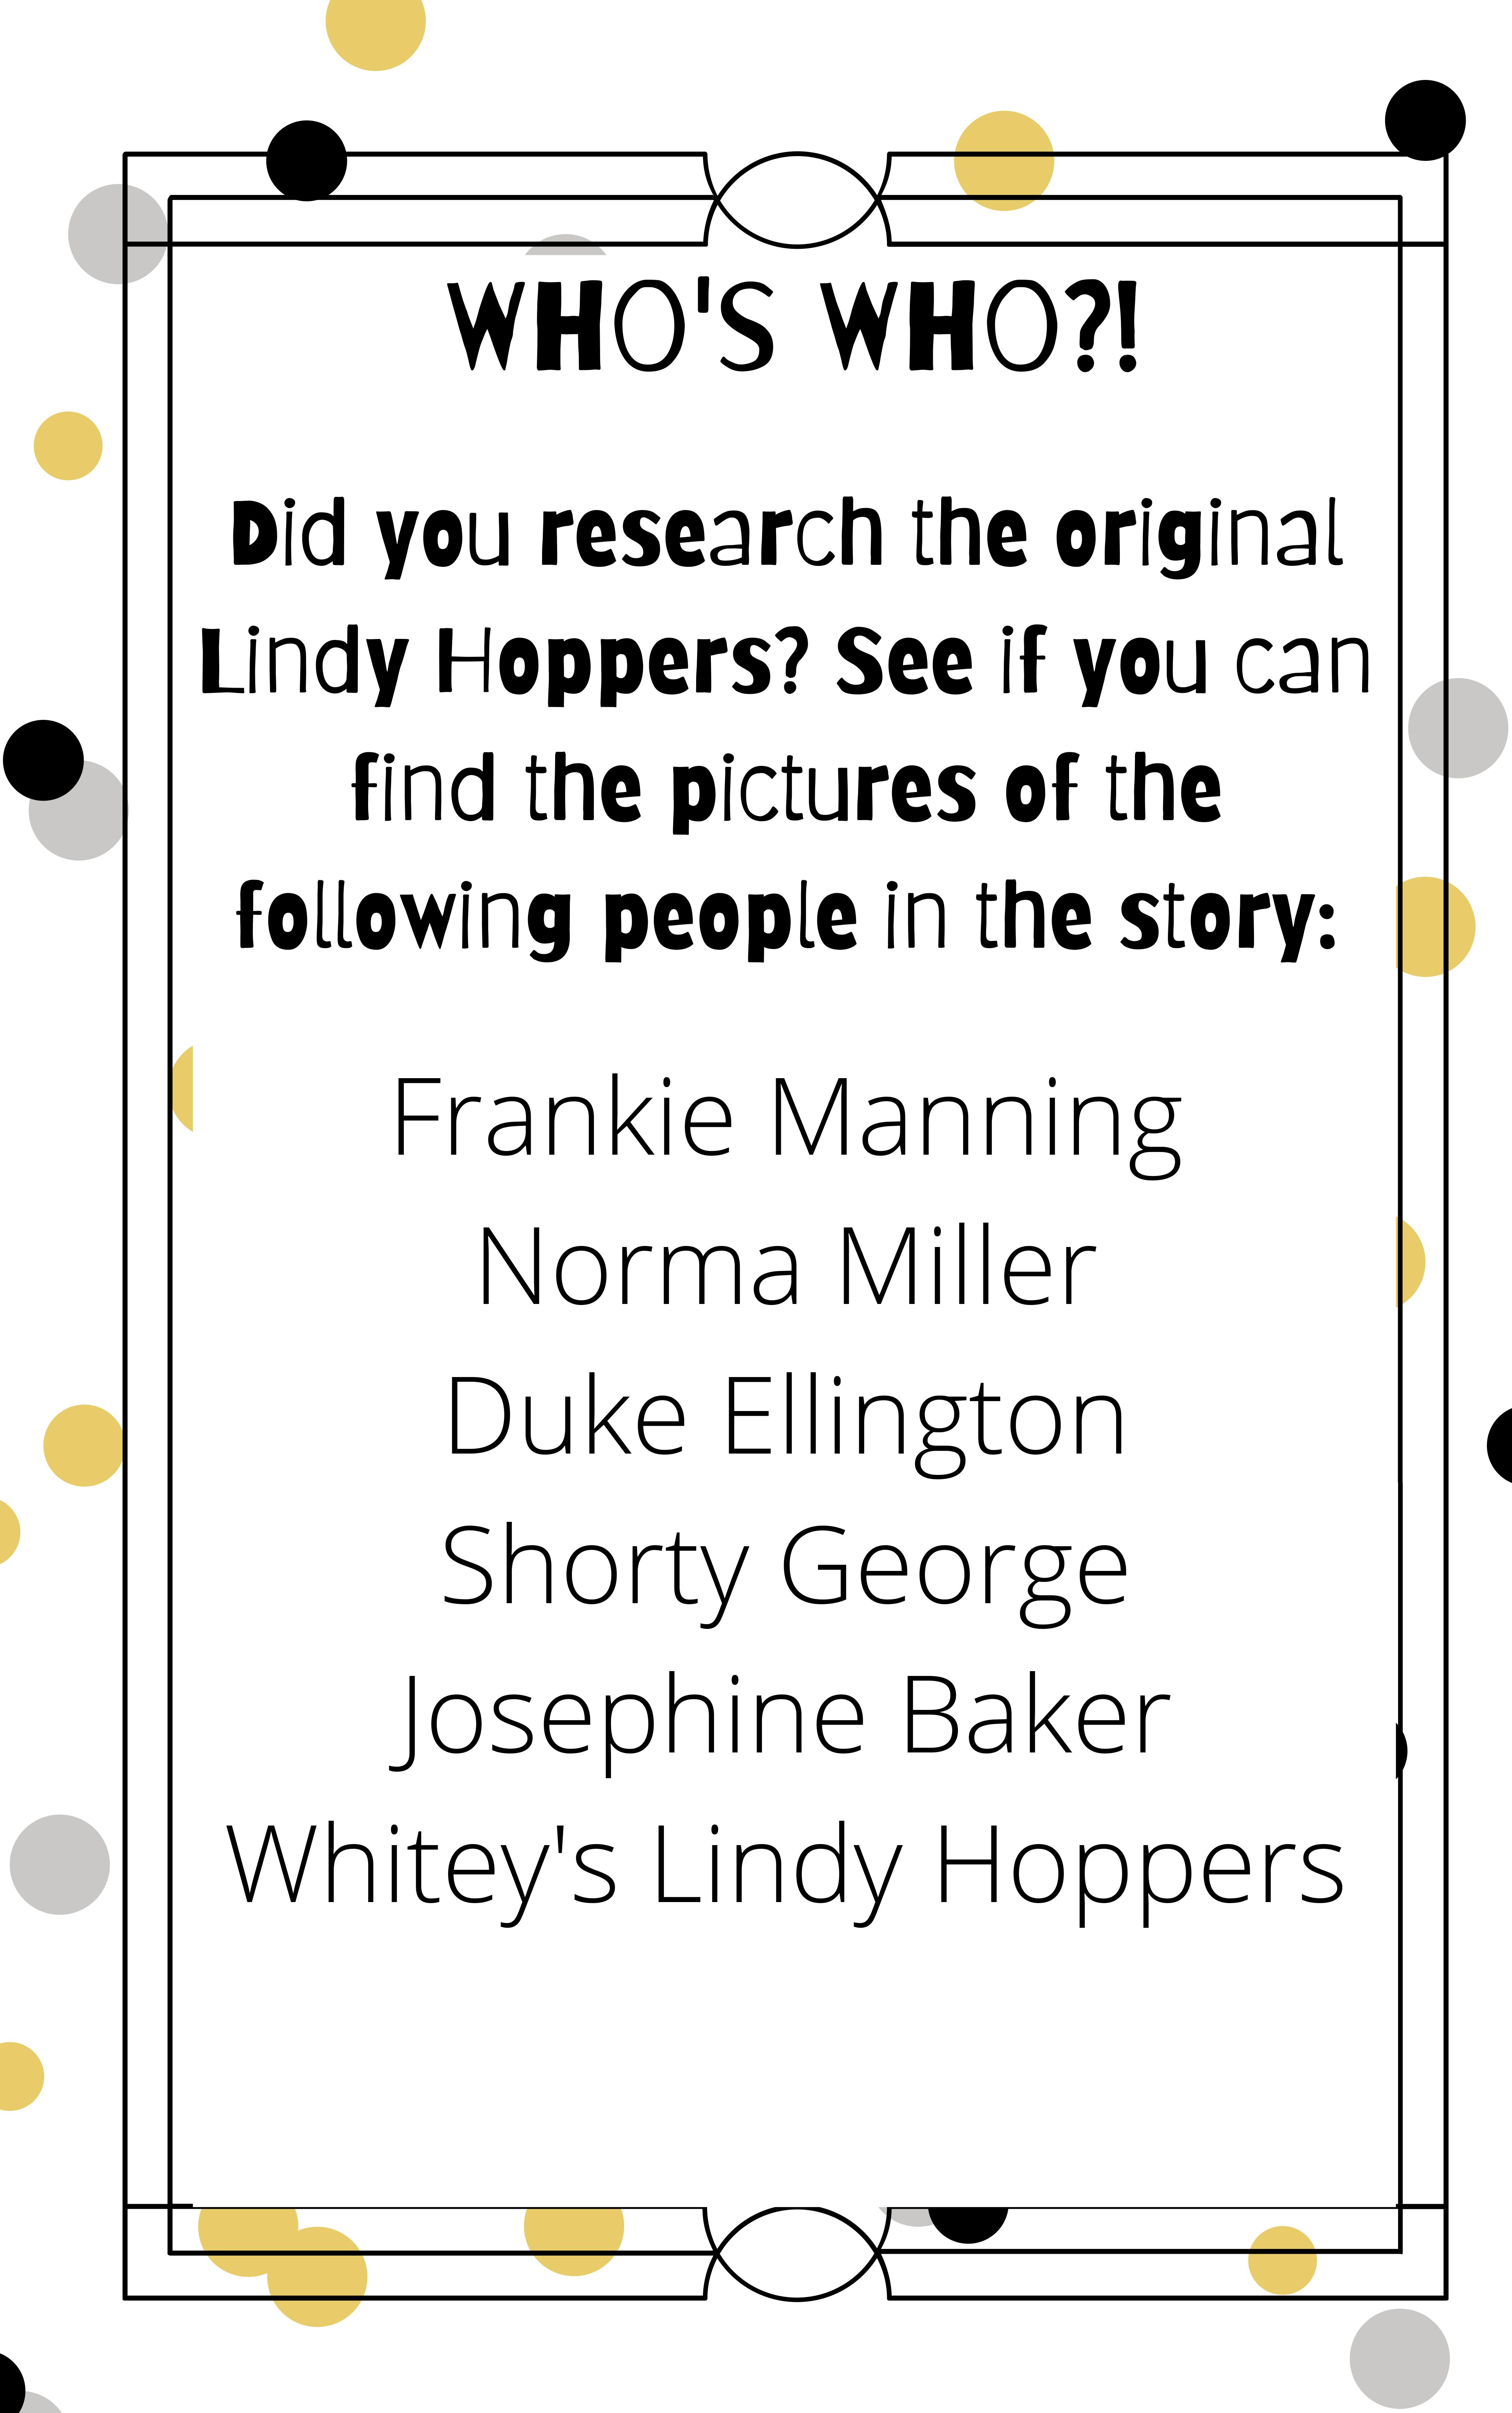 WHO'S WHO?!
Did you research the original
Lindy Hoppers? See if you can
find the pictures of the
following people in the story:
Frankie Manning
Norma Miller
Duke Ellington
Shorty George
Josephine Baker
Whitey's Lindy Hoppers